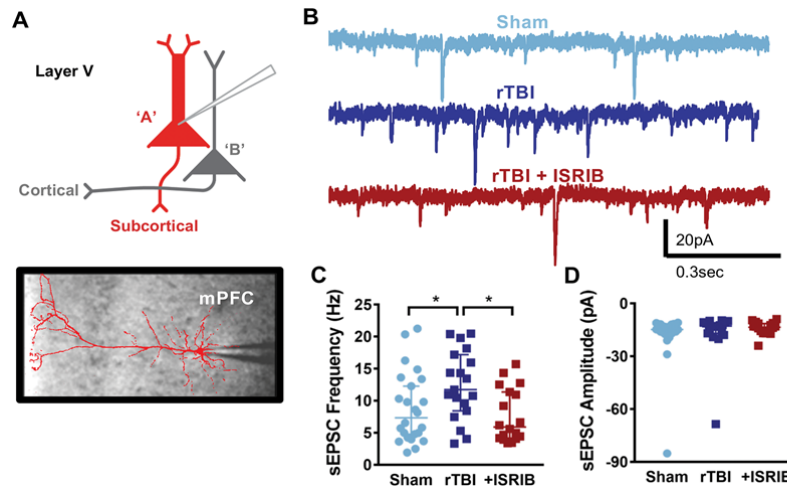 A
Layer V
'A'
'B'
Cortical
Subcortical
mPFC
B
Sham
rTBI
rTBI + ISRIB
20pA
0.3sec
C
sEPSC Frequency (Hz)
25
20
15
10
5
0
* *
Sham rTBI +ISRIB
D
sEPSC Amplitude (pA)
0
-30
-60
-90
Sham rTBI +ISRIB